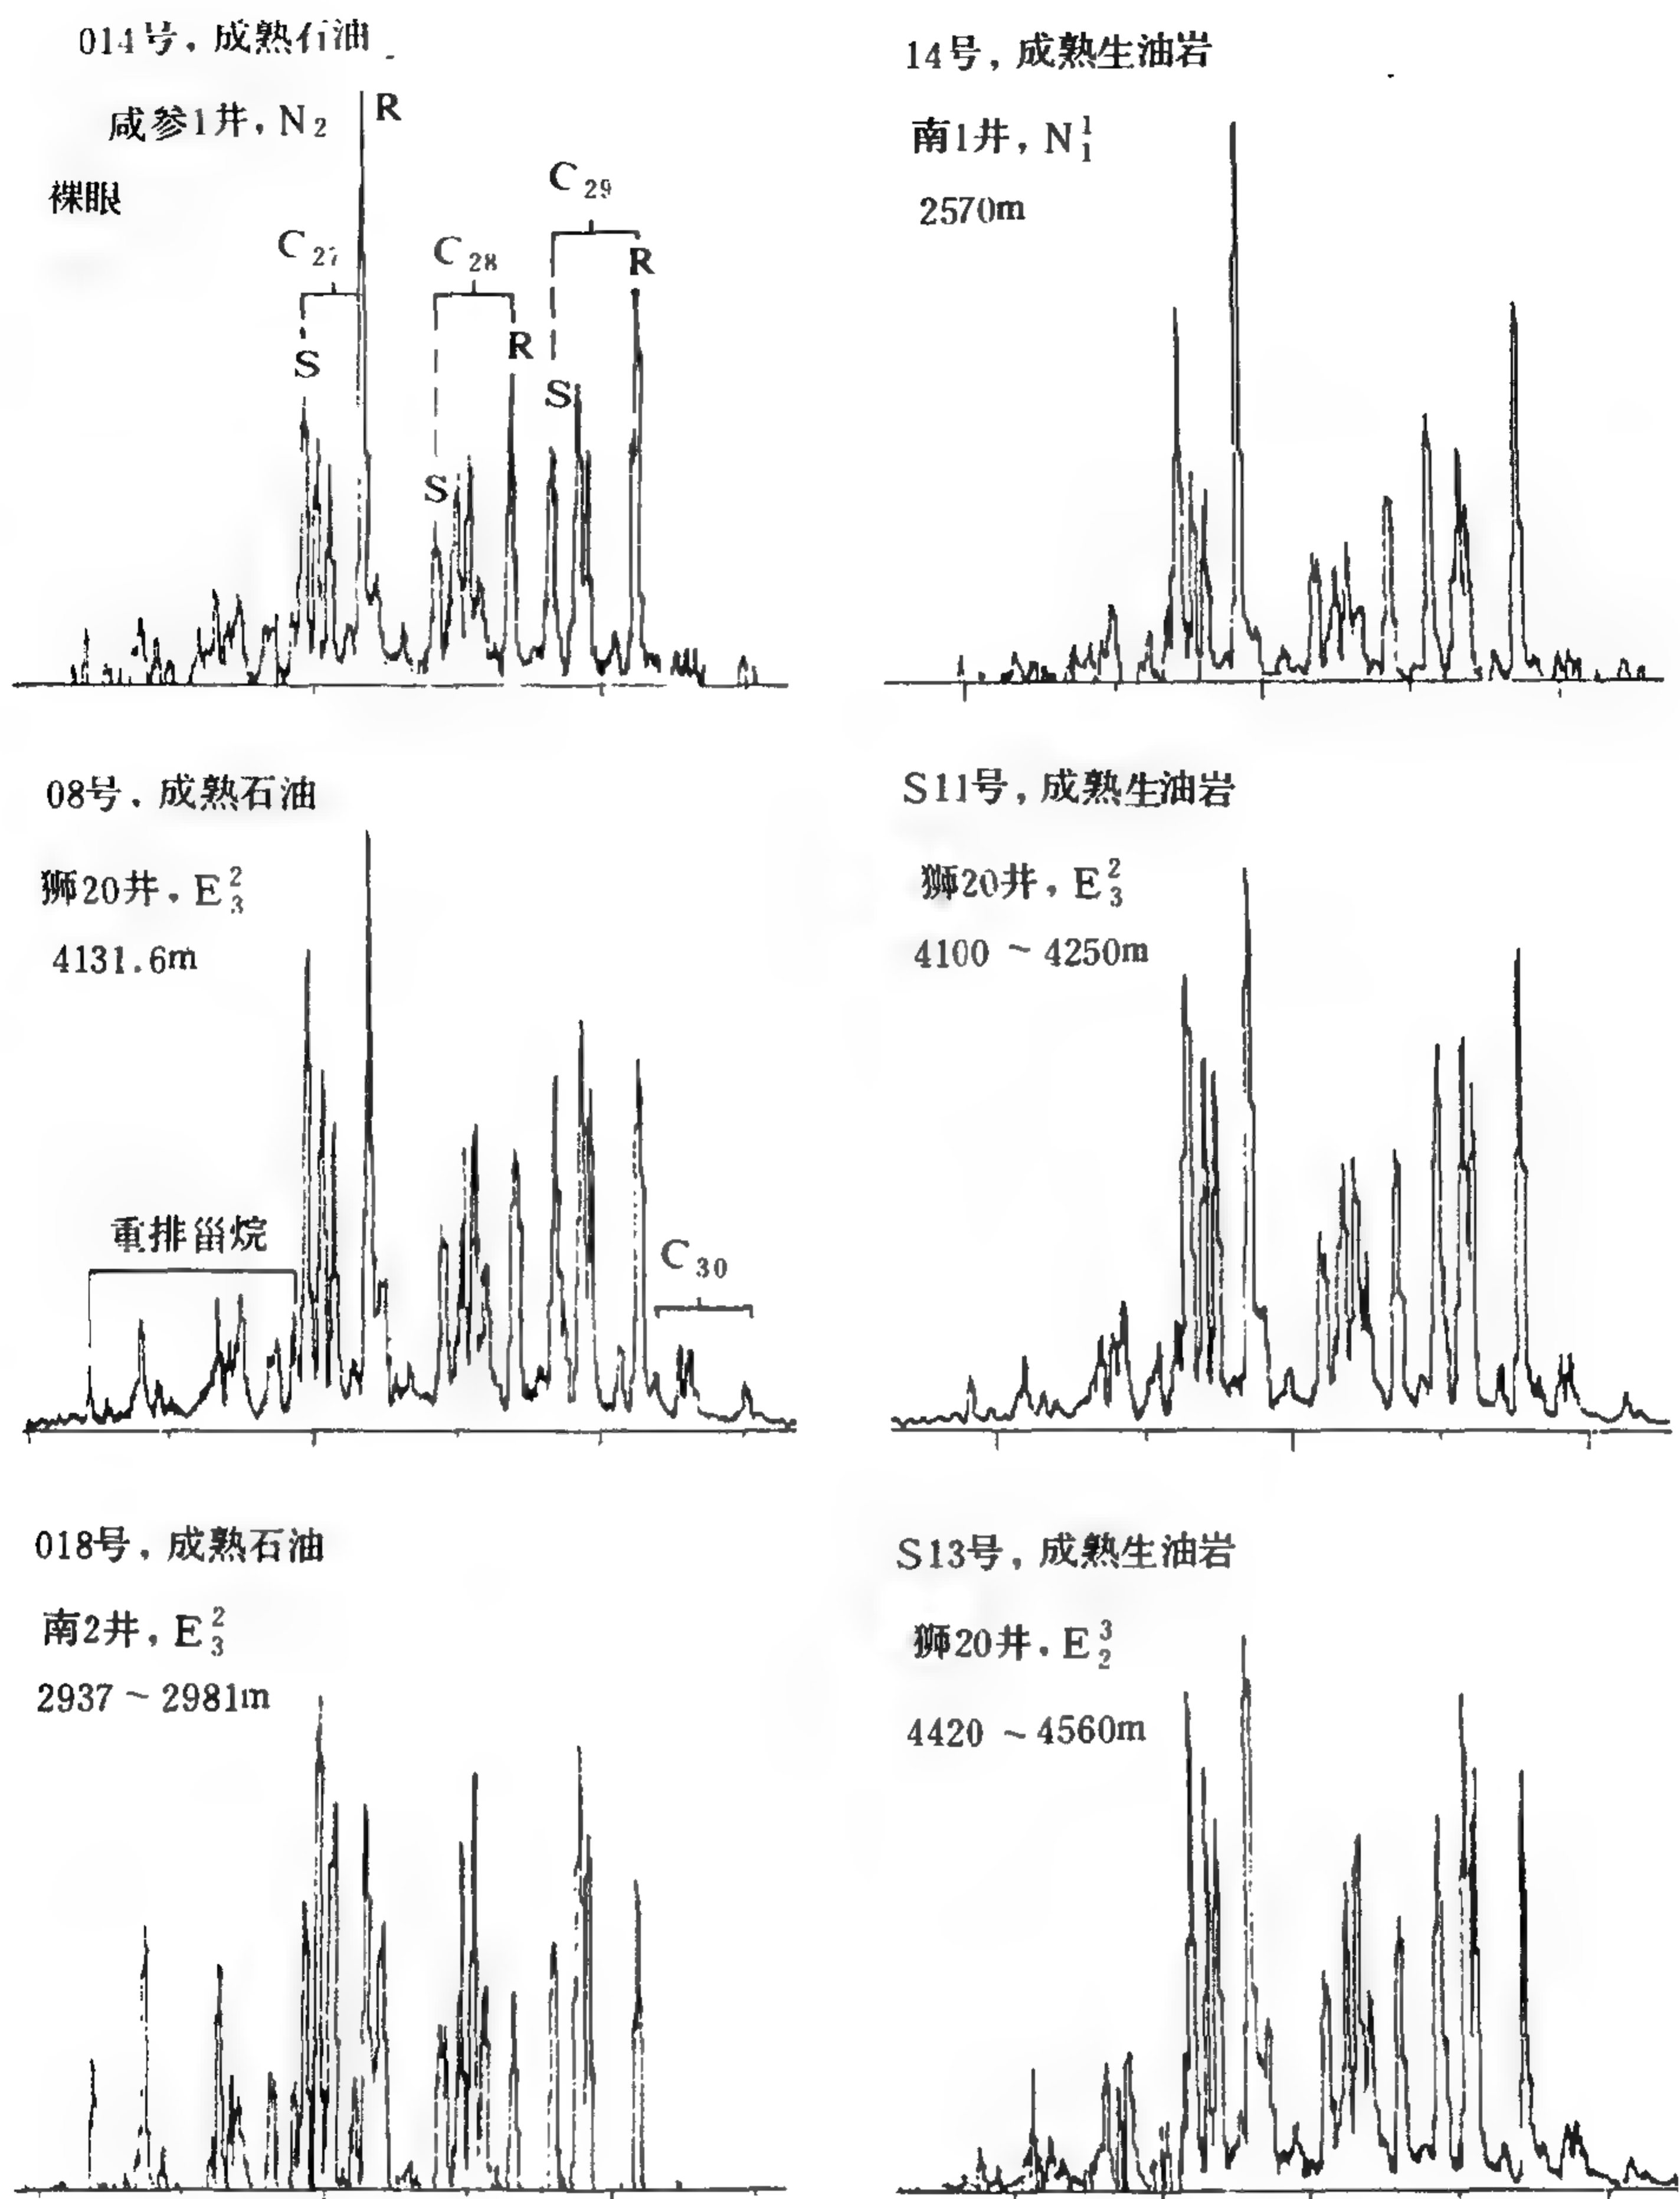 014号, 成熟石油
咸参1井, N₂
裸眼
R
C₂₇
S
C₂₈
S
R
C₂₉
S
R
14号, 成熟生油岩
南1井, N₁¹
2570m
08号, 成熟石油
狮20井, E₃²
4131.6m
重排甾烷
C₃₀
S11号, 成熟生油岩
狮20井, E₃²
4100 ~ 4250m
018号, 成熟石油
南2井, E₃²
2937 ~ 2981m
S13号, 成熟生油岩
狮20井, E₂³
4420 ~ 4560m